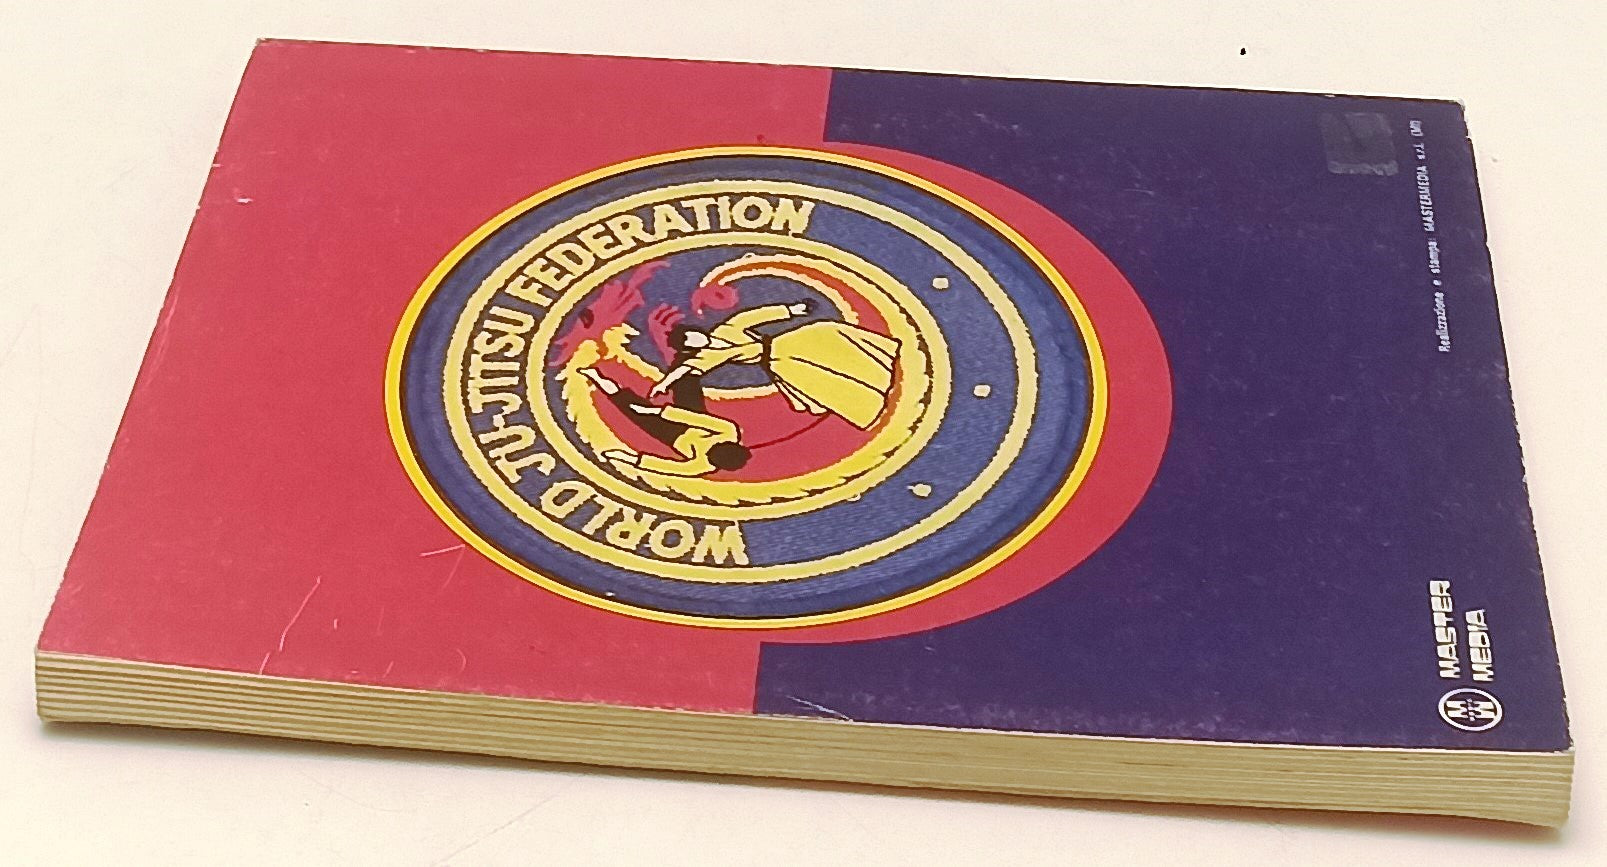 WORLD JU-JITSU FEDERATION
MASTER
MEDIA
Realizzazione e stampa: MASTERMEDIA s.r.l. (MI)